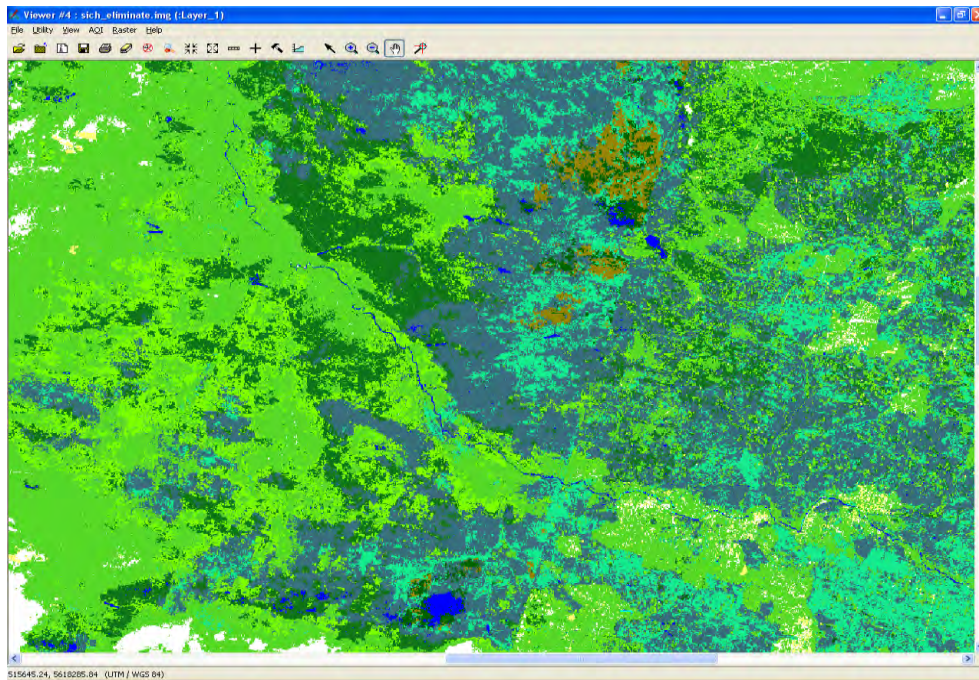 Viewer #4 : sich_eliminate.img (:Layer_1)
File Utility View AOI Raster Help
515645.24, 5618285.84 (UTM / WGS 84)